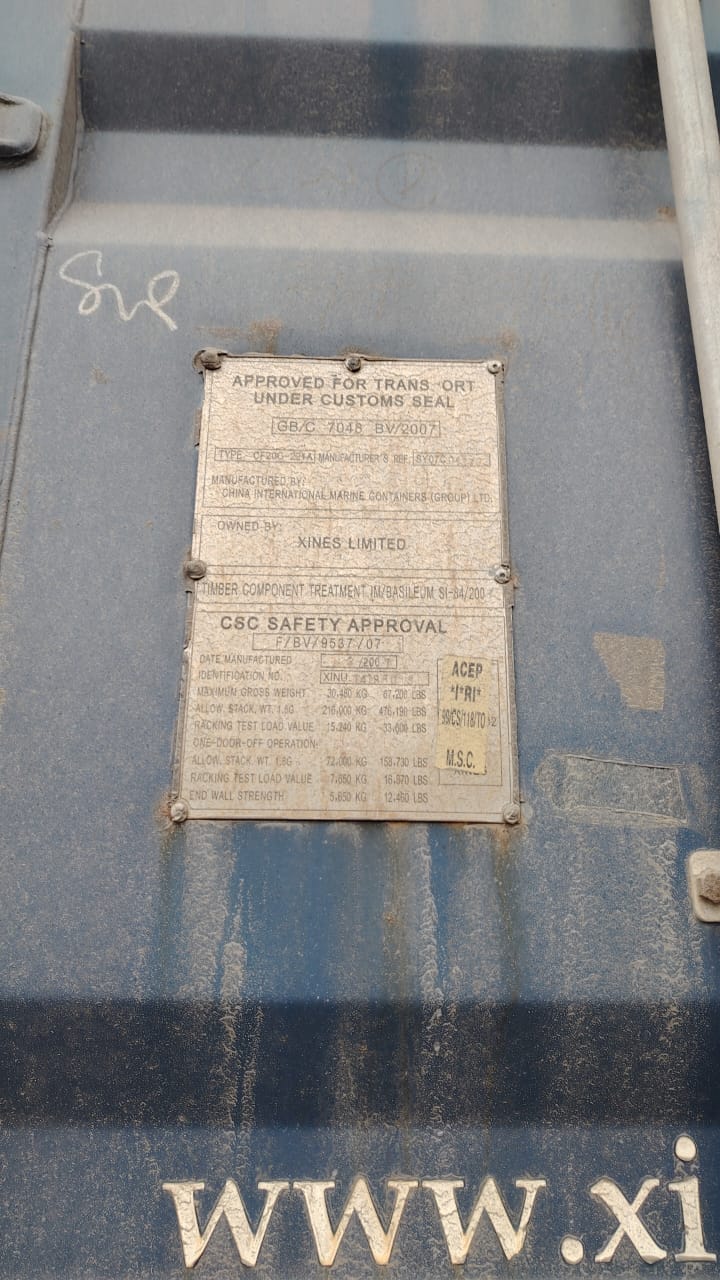 APPROVED FOR TRANS ORT
UNDER CUSTOMS SEAL
GB/C 7048 BV/2007
TYPE CF20G-221A MANUFACTURER'S REF.
MANUFACTURED BY:
CHINA INTERNATIONAL MARINE CONTAINERS (GROUP) LTD.
OWNED BY:
XINES LIMITED
TIMBER COMPONENT TREATMENT IM/BASILEUM SI-84/200
CSC SAFETY APPROVAL
F/BV/9537/07
DATE MANUFACTURED
IDENTIFICATION NO. XINU
MAXIMUM GROSS WEIGHT 30,480 KG 67,200 LBS
ALLOW. STACK. WT. 1.8G 216,000 KG 476,190 LBS
RACKING TEST LOAD VALUE 15,240 KG 33,600 LBS
ONE-DOOR-OFF OPERATION:
ALLOW. STACK. WT. 1.8G 72,000 KG 158,730 LBS
RACKING TEST LOAD VALUE 7,650 KG 16,870 LBS
END WALL STRENGTH 5,650 KG 12,460 LBS
ACEP
*I*RI*
M.S.C.
www.xi